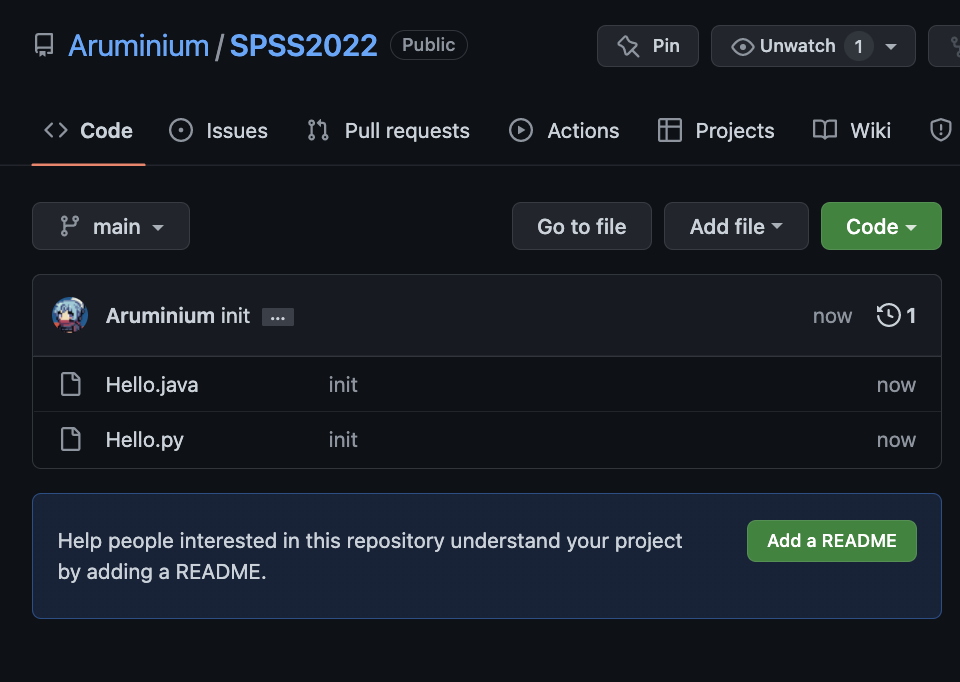 Aruminium / SPSS2022 Public Pin Unwatch 1
Code Issues Pull requests Actions Projects Wiki
main Go to file Add file Code
Aruminium init ... now 1
Hello.java init now
Hello.py init now
Help people interested in this repository understand your project
by adding a README.
Add a README